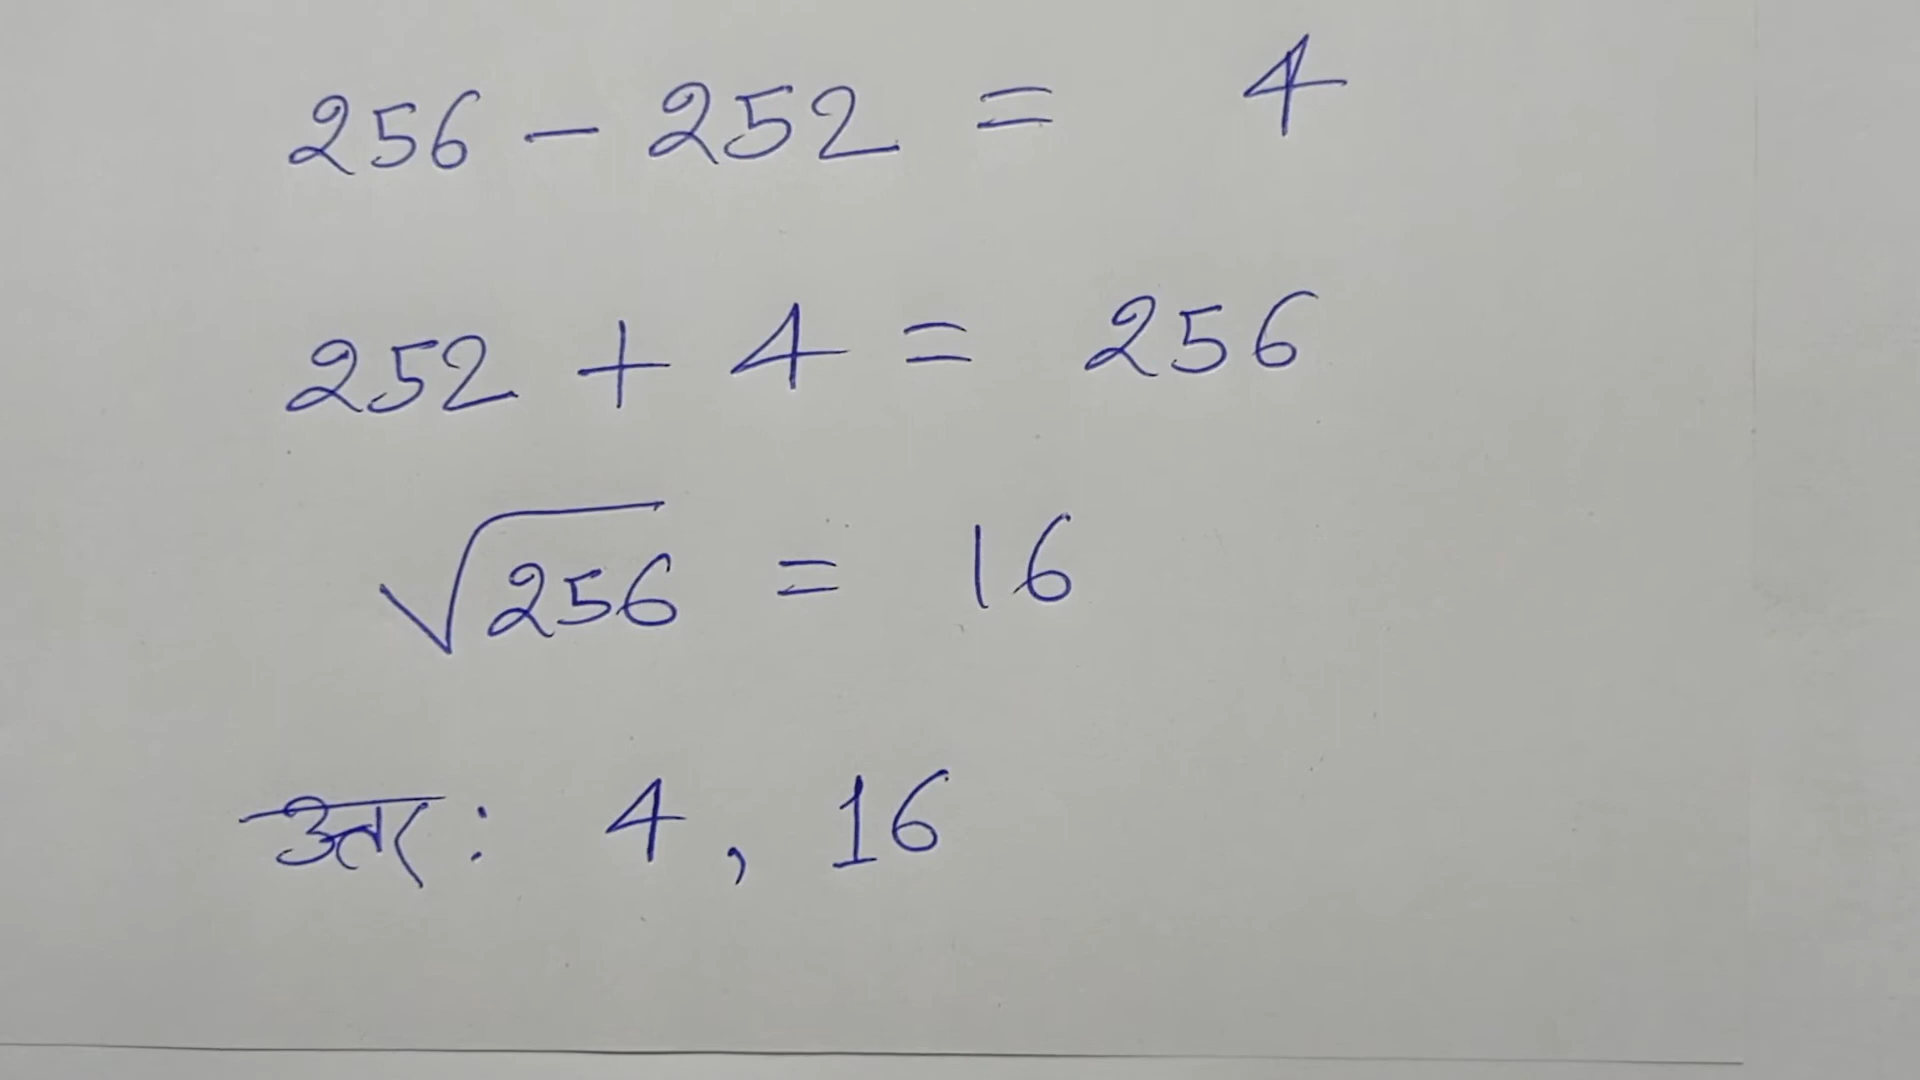 256 - 252 = 4
252 + 4 = 256
√256 = 16
उत्तर : 4 , 16